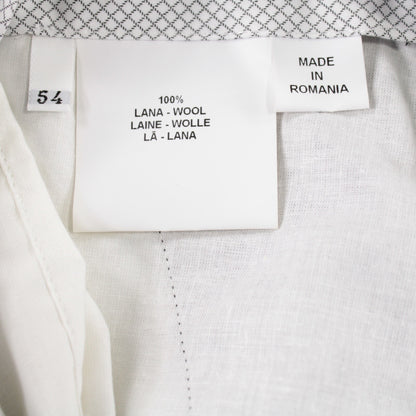 54
100%
LANA - WOOL
LAINE - WOLLE
LÃ - LANA
MADE
IN
ROMANIA